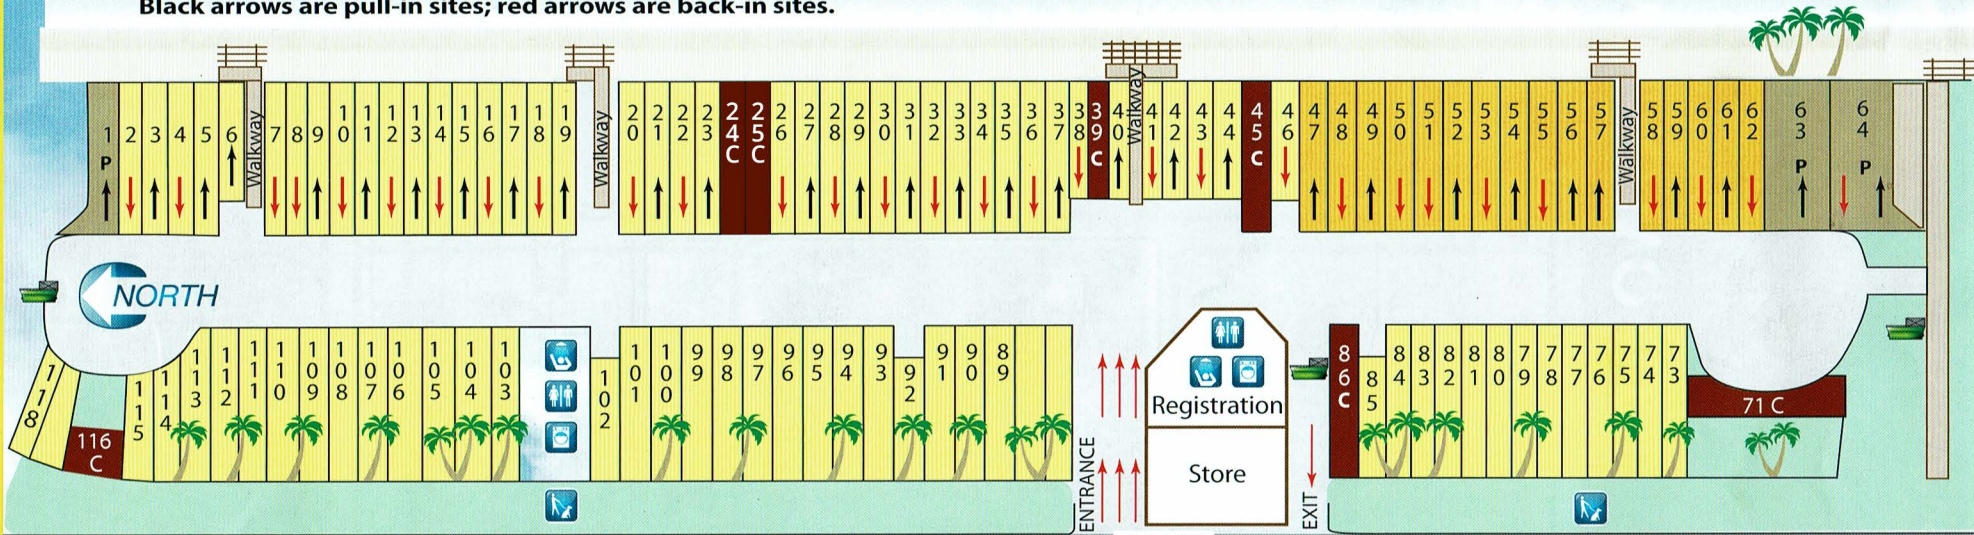 Black arrows are pull-in sites; red arrows are back-in sites.
1 P 2 3 4 5 6 Walkway 7 8 9 10 11 12 13 14 15 16 17 18 19 Walkway 20 21 22 23 24 C 25 C 26 27 28 29 30 31 32 33 34 35 36 37 38 39 C 40 Walkway 41 42 43 44 45 C 46 47 48 49 50 51 52 53 54 55 56 57 Walkway 58 59 60 61 62 63 P 64 P
NORTH
118 116 C 115 114 113 112 111 110 109 108 107 106 105 104 103 102 101 100 99 98 97 96 95 94 93 92 91 90 89
ENTRANCE
Registration
Store
EXIT
86 C 85 84 83 82 81 80 79 78 77 76 75 74 73
71 C